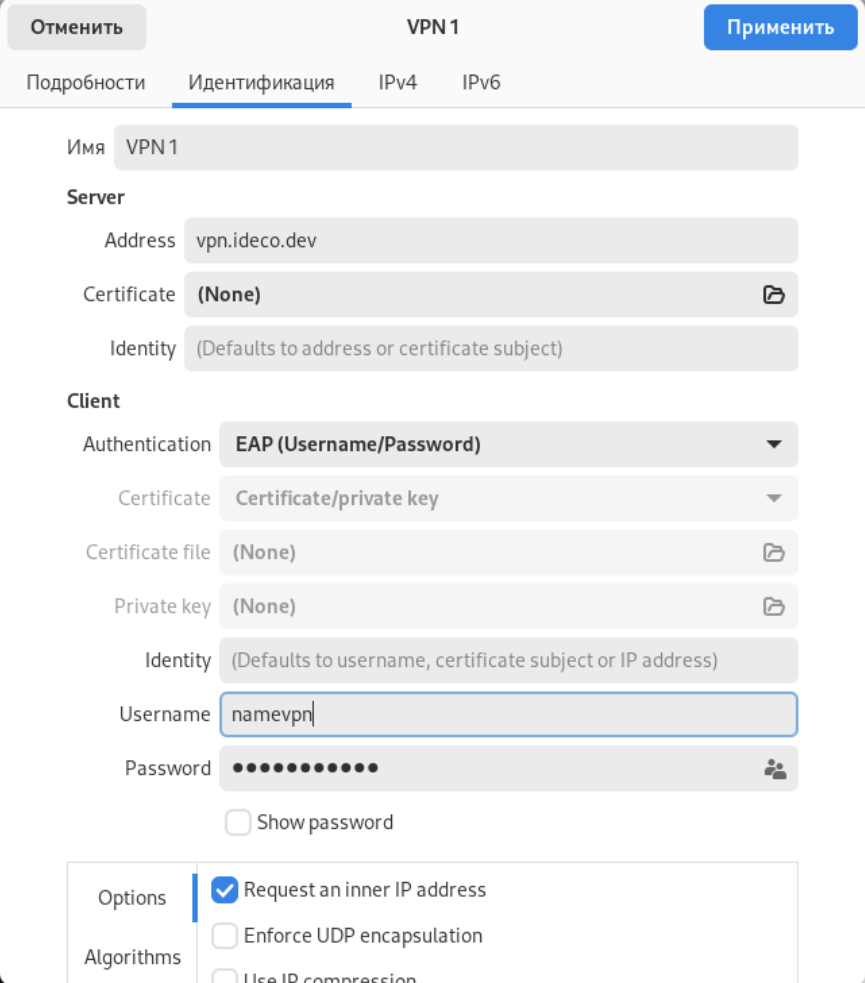 Отменить VPN 1 Применить
Подробности Идентификация IPv4 IPv6
Имя VPN 1
Server
Address vpn.ideco.dev
Certificate (None)
Identity (Defaults to address or certificate subject)
Client
Authentication EAP (Username/Password)
Certificate Certificate/private key
Certificate file (None)
Private key (None)
Identity (Defaults to username, certificate subject or IP address)
Username namevpn
Password ●●●●●●●●●●●
Show password
Options Request an inner IP address
Enforce UDP encapsulation
Algorithms
Use IP compression